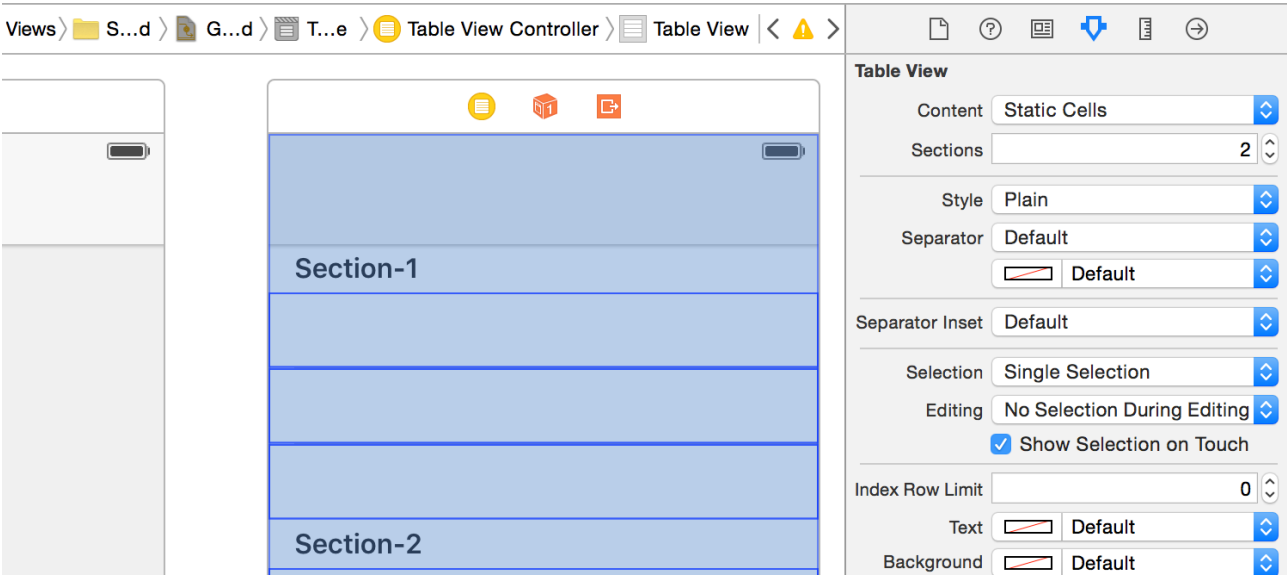 Views S...d G...d T...e Table View Controller Table View
Table View
Content Static Cells
Sections 2
Style Plain
Separator Default
Default
Separator Inset Default
Selection Single Selection
Editing No Selection During Editing
Show Selection on Touch
Index Row Limit 0
Text Default
Background Default
Section-1
Section-2